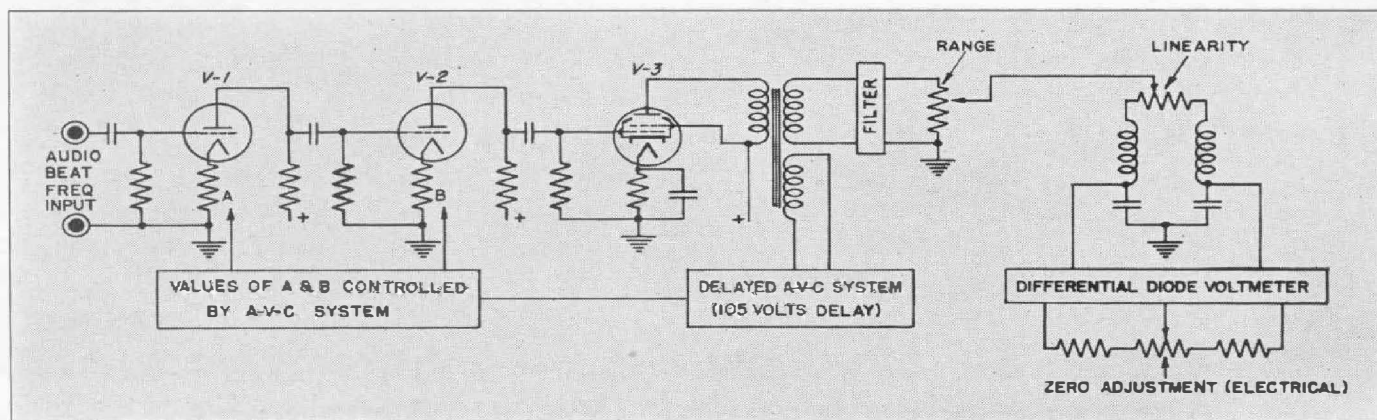 V-1
V-2
V-3
RANGE
LINEARITY
AUDIO
BEAT
FREQ
INPUT
A
+
B
+
+
FILTER
VALUES OF A & B CONTROLLED
BY A-V-C SYSTEM
DELAYED A-V-C SYSTEM
(105 VOLTS DELAY)
DIFFERENTIAL DIODE VOLTMETER
ZERO ADJUSTMENT (ELECTRICAL)